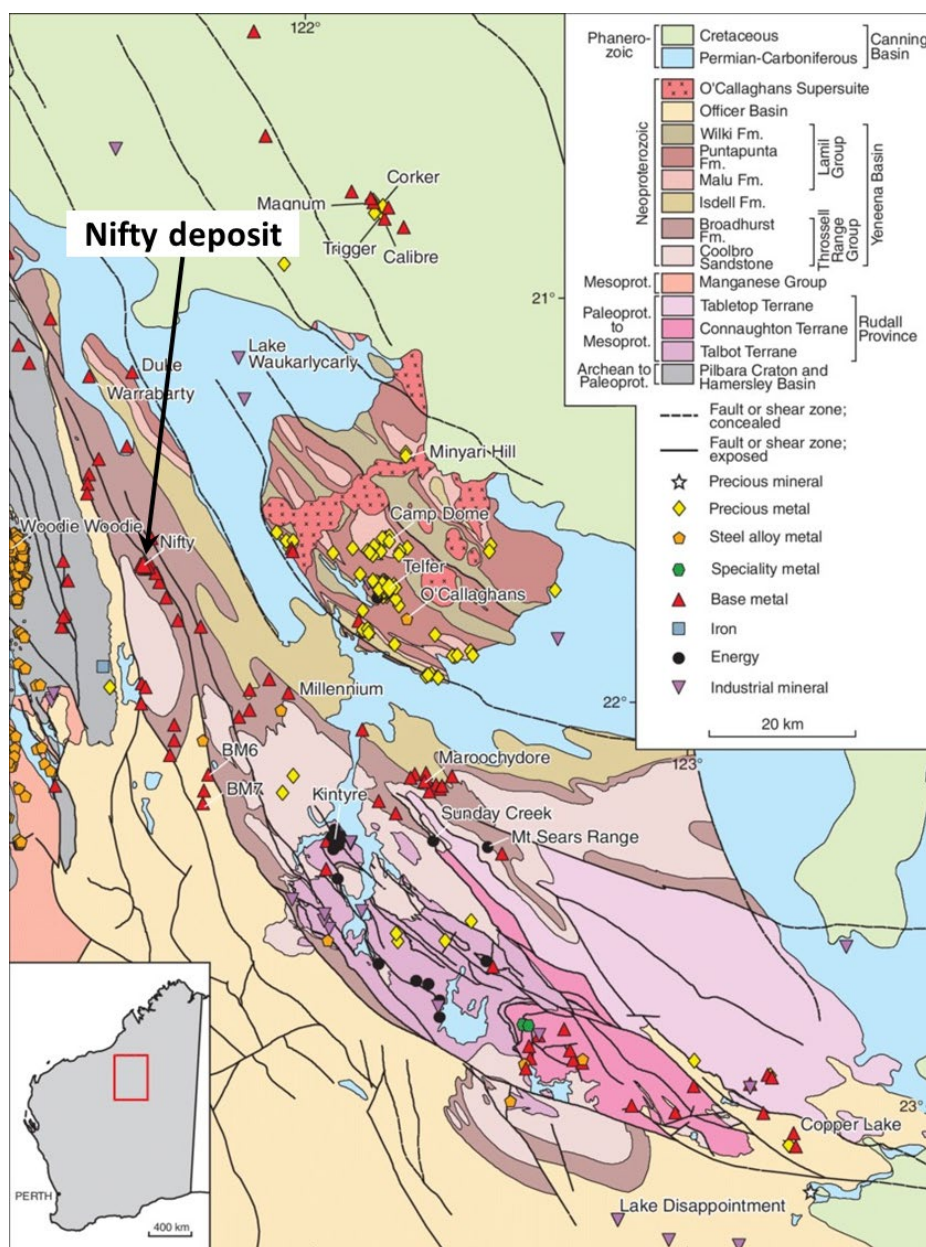 122°
Nifty deposit
Corker
Magnum
Trigger
Calibre
21°
Duke
Warrabarty
Lake
Waukarlycarly
Minyari Hill
Woodie Woodie
Nifty
Camp Dome
Telfer
O'Callaghans
Millennium
22°
BM6
BM7
Maroochydore
123°
Kintyre
Sunday Creek
Mt Sears Range
23°
Copper Lake
Lake Disappointment
PERTH
400 km
Phanero-
zoic
Cretaceous
Permian-Carboniferous
Canning
Basin
Neoproterozoic
O'Callaghans Supersuite
Officer Basin
Wilki Fm.
Puntapunta
Fm.
Malu Fm.
Lamil
Group
Isdell Fm.
Broadhurst
Fm.
Coolbro
Sandstone
Throssell
Range
Group
Yeneena Basin
Mesoprot.
Manganese Group
Paleoprot.
to
Mesoprot.
Tabletop Terrane
Connaughton Terrane
Talbot Terrane
Rudall
Province
Archean to
Paleoprot.
Pilbara Craton and
Hamersley Basin
Fault or shear zone;
concealed
Fault or shear zone;
exposed
Precious mineral
Precious metal
Steel alloy metal
Speciality metal
Base metal
Iron
Energy
Industrial mineral
20 km